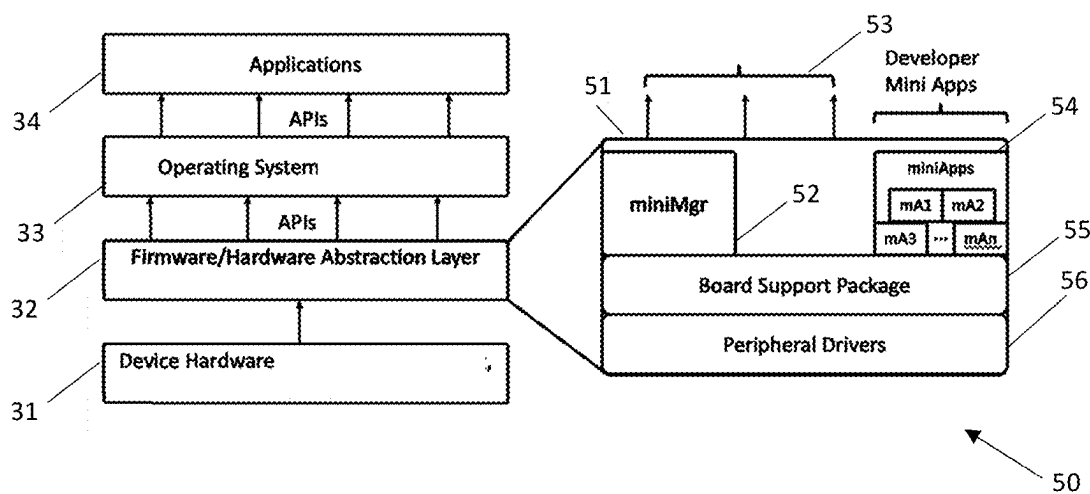 53
Applications
Developer
Mini Apps
51
34
APIs
54
Operating System
miniApps
miniMgr
52
mA1 mA2
33
APIs
mA3 ... mAn
55
Firmware/Hardware Abstraction Layer
Board Support Package
56
32
Peripheral Drivers
Device Hardware
31
50